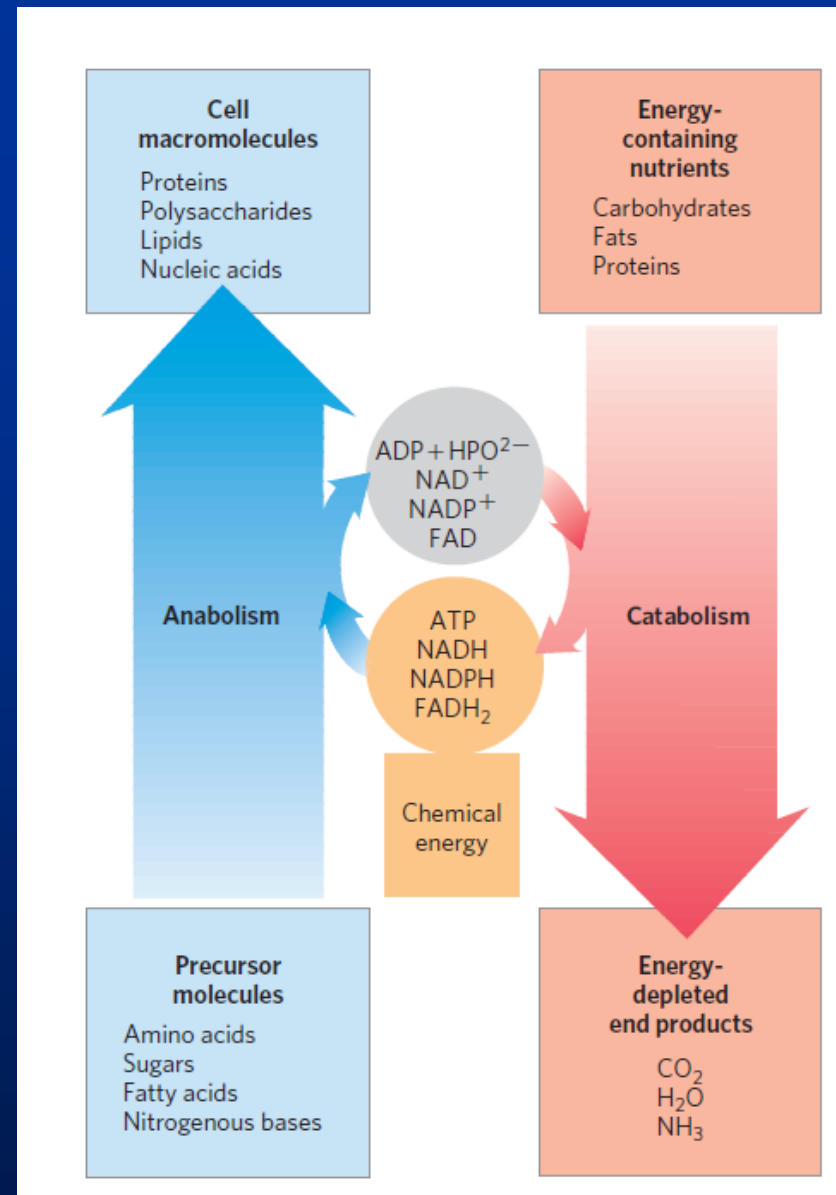 Cell
macromolecules
Proteins
Polysaccharides
Lipids
Nucleic acids
Energy-
containing
nutrients
Carbohydrates
Fats
Proteins
ADP+HPO²⁻
NAD⁺
NADP⁺
FAD
Anabolism
ATP
NADH
NADPH
FADH₂
Catabolism
Chemical
energy
Precursor
molecules
Amino acids
Sugars
Fatty acids
Nitrogenous bases
Energy-
depleted
end products
CO₂
H₂O
NH₃